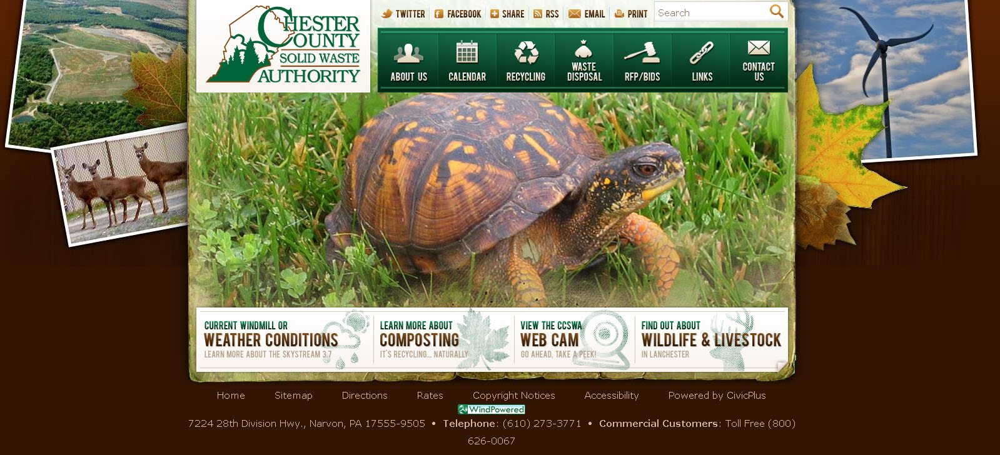 CHESTER
COUNTY
SOLID WASTE
AUTHORITY
TWITTER FACEBOOK SHARE RSS EMAIL PRINT Search
ABOUT US CALENDAR RECYCLING WASTE DISPOSAL RFP/BIDS LINKS CONTACT US
CURRENT WINDMILL OR
WEATHER CONDITIONS
LEARN MORE ABOUT THE SKYSTREAM 3.7
LEARN MORE ABOUT
COMPOSTING
IT'S RECYCLING... NATURALLY
VIEW THE CCSWA
WEB CAM
GO AHEAD, TAKE A PEEK!
FIND OUT ABOUT
WILDLIFE & LIVESTOCK
IN LANCHESTER
Home Sitemap Directions Rates Copyright Notices Accessibility Powered by CivicPlus
WindPowered
7224 28th Division Hwy., Narvon, PA 17555-9505 • Telephone: (610) 273-3771 • Commercial Customers: Toll Free (800)
626-0067